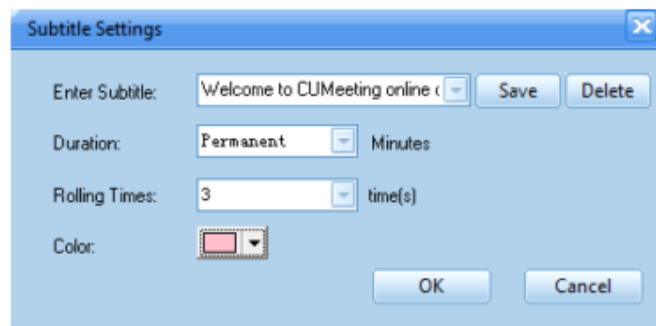 Subtitle Settings
Enter Subtitle: Welcome to CUMeeting online Save Delete
Duration: Permanent Minutes
Rolling Times: 3 time(s)
Color:
OK Cancel